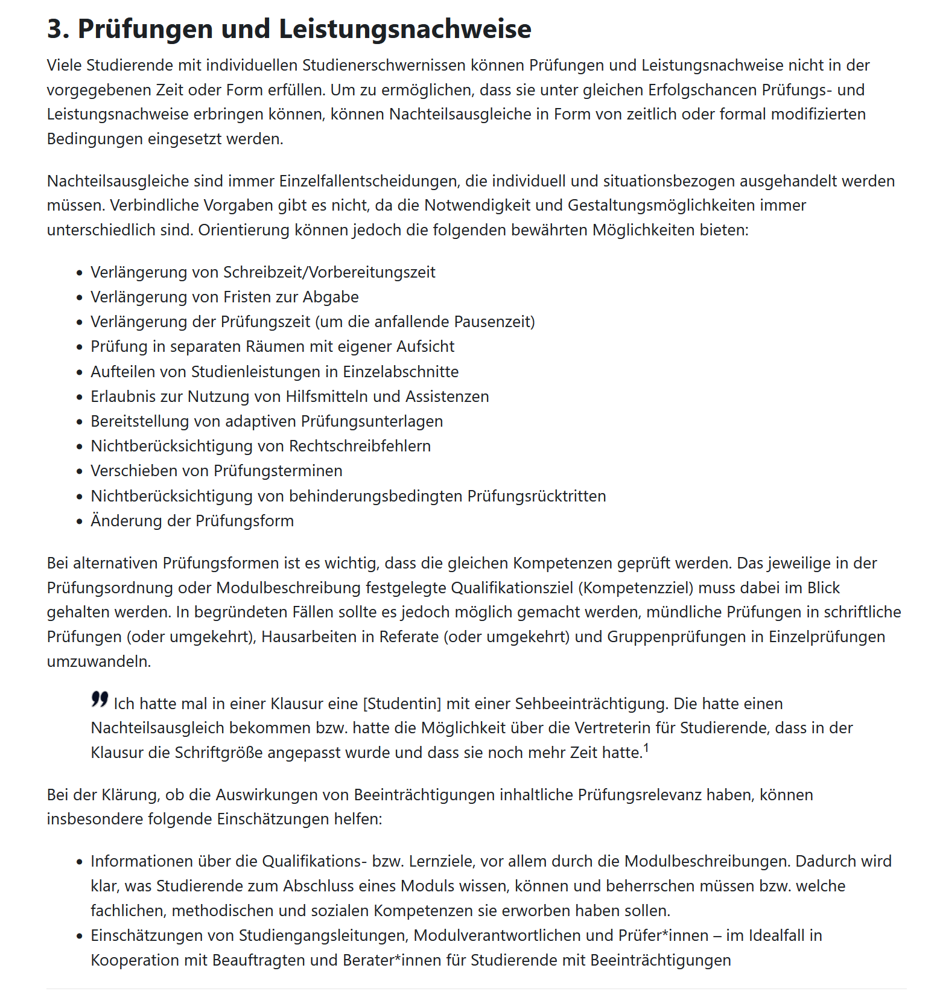 3. Prüfungen und Leistungsnachweise
Viele Studierende mit individuellen Studienerschwernissen können Prüfungen und Leistungsnachweise nicht in der
vorgegebenen Zeit oder Form erfüllen. Um zu ermöglichen, dass sie unter gleichen Erfolgschancen Prüfungs- und
Leistungsnachweise erbringen können, können Nachteilsausgleiche in Form von zeitlich oder formal modifizierten
Bedingungen eingesetzt werden.
Nachteilsausgleiche sind immer Einzelfallentscheidungen, die individuell und situationsbezogen ausgehandelt werden
müssen. Verbindliche Vorgaben gibt es nicht, da die Notwendigkeit und Gestaltungsmöglichkeiten immer
unterschiedlich sind. Orientierung können jedoch die folgenden bewährten Möglichkeiten bieten:
• Verlängerung von Schreibzeit/Vorbereitungszeit
• Verlängerung von Fristen zur Abgabe
• Verlängerung der Prüfungszeit (um die anfallende Pausenzeit)
• Prüfung in separaten Räumen mit eigener Aufsicht
• Aufteilen von Studienleistungen in Einzelabschnitte
• Erlaubnis zur Nutzung von Hilfsmitteln und Assistenzen
• Bereitstellung von adaptiven Prüfungsunterlagen
• Nichtberücksichtigung von Rechtschreibfehlern
• Verschieben von Prüfungsterminen
• Nichtberücksichtigung von behinderungsbedingten Prüfungsrücktritten
• Änderung der Prüfungsform
Bei alternativen Prüfungsformen ist es wichtig, dass die gleichen Kompetenzen geprüft werden. Das jeweilige in der
Prüfungsordnung oder Modulbeschreibung festgelegte Qualifikationsziel (Kompetenzziel) muss dabei im Blick
gehalten werden. In begründeten Fällen sollte es jedoch möglich gemacht werden, mündliche Prüfungen in schriftliche
Prüfungen (oder umgekehrt), Hausarbeiten in Referate (oder umgekehrt) und Gruppenprüfungen in Einzelprüfungen
umzuwandeln.
” Ich hatte mal in einer Klausur eine [Studentin] mit einer Sehbeeinträchtigung. Die hatte einen
Nachteilsausgleich bekommen bzw. hatte die Möglichkeit über die Vertreterin für Studierende, dass in der
Klausur die Schriftgröße angepasst wurde und dass sie noch mehr Zeit hatte.¹
Bei der Klärung, ob die Auswirkungen von Beeinträchtigungen inhaltliche Prüfungsrelevanz haben, können
insbesondere folgende Einschätzungen helfen:
• Informationen über die Qualifikations- bzw. Lernziele, vor allem durch die Modulbeschreibungen. Dadurch wird
klar, was Studierende zum Abschluss eines Moduls wissen, können und beherrschen müssen bzw. welche
fachlichen, methodischen und sozialen Kompetenzen sie erworben haben sollen.
• Einschätzungen von Studiengangsleitungen, Modulverantwortlichen und Prüfer*innen – im Idealfall in
Kooperation mit Beauftragten und Berater*innen für Studierende mit Beeinträchtigungen